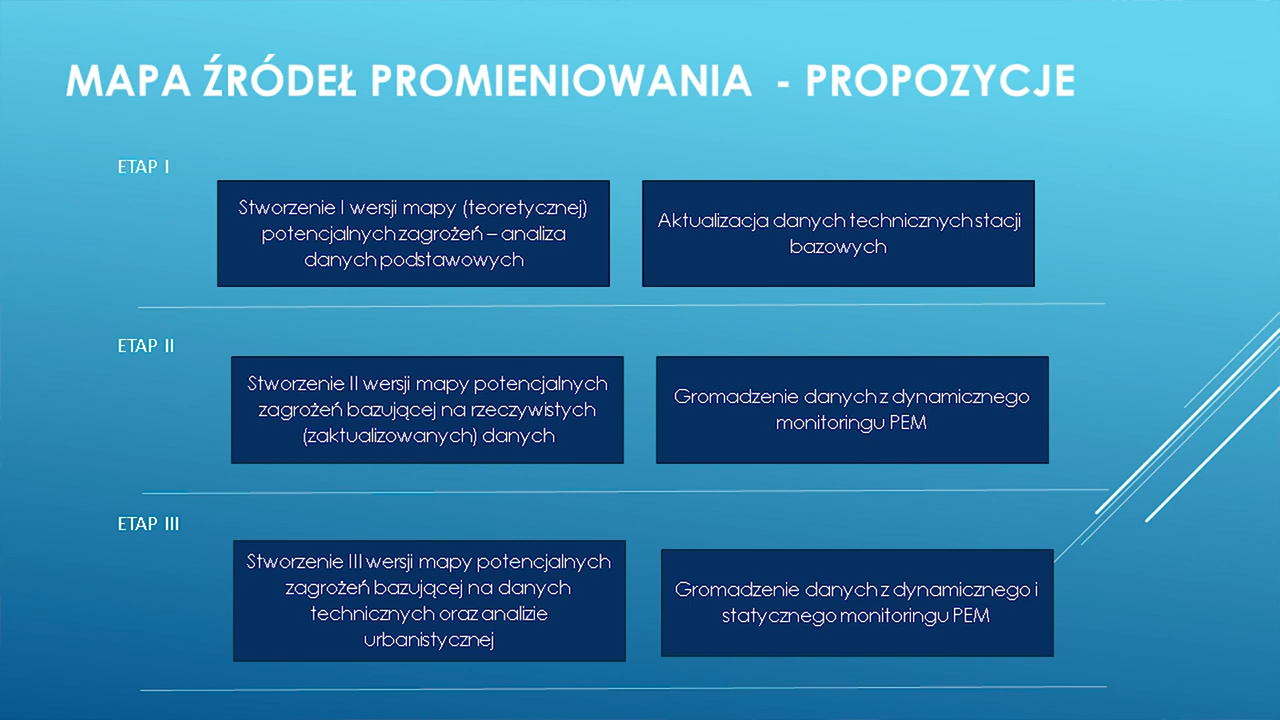 MAPA ŹRÓDEŁ PROMIENIOWANIA - PROPOZYCJE
ETAP I
Stworzenie I wersji mapy (teoretycznej)
potencjalnych zagrożeń – analiza
danych podstawowych
Aktualizacja danych technicznych stacji
bazowych
ETAP II
Stworzenie II wersji mapy potencjalnych
zagrożeń bazującej na rzeczywistych
(zaktualizowanych) danych
Gromadzenie danych z dynamicznego
monitoringu PEM
ETAP III
Stworzenie III wersji mapy potencjalnych
zagrożeń bazującej na danych
technicznych oraz analizie
urbanistycznej
Gromadzenie danych z dynamicznego i
statycznego monitoringu PEM